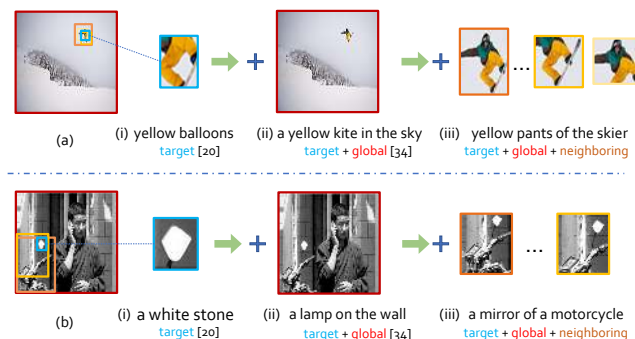 ...
(a)
(i) yellow balloons
target [20]
(ii) a yellow kite in the sky
target + global [34]
(iii) yellow pants of the skier
target + global + neighboring
...
(b)
(i) a white stone
target [20]
(ii) a lamp on the wall
target + global [34]
(iii) a mirror of a motorcycle
target + global + neighboring